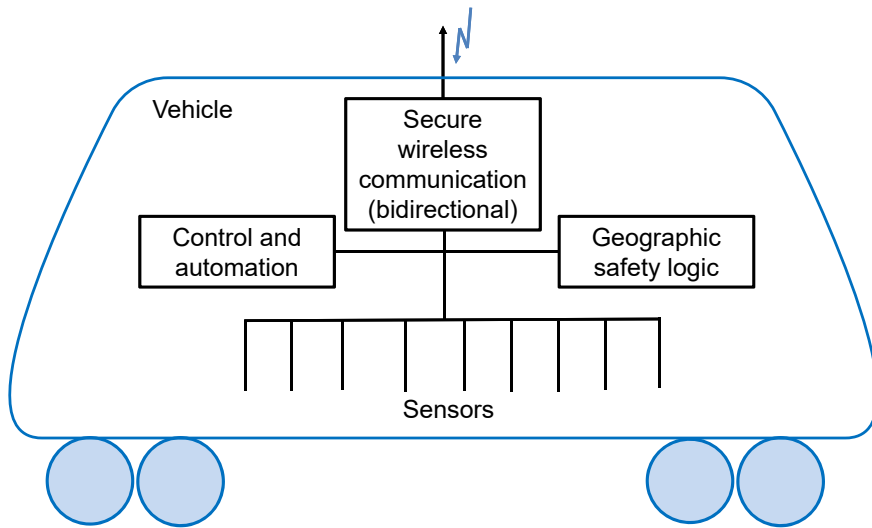 Vehicle
Secure
wireless
communication
(bidirectional)
Control and
automation
Geographic
safety logic
Sensors